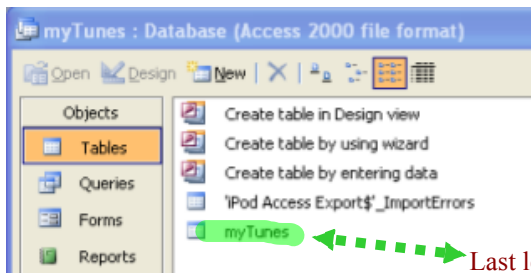 myTunes : Database (Access 2000 file format)
Open Design New
Objects
Tables
Queries
Forms
Reports
Create table in Design view
Create table by using wizard
Create table by entering data
'iPod Access Export$'_ImportErrors
myTunes
Last